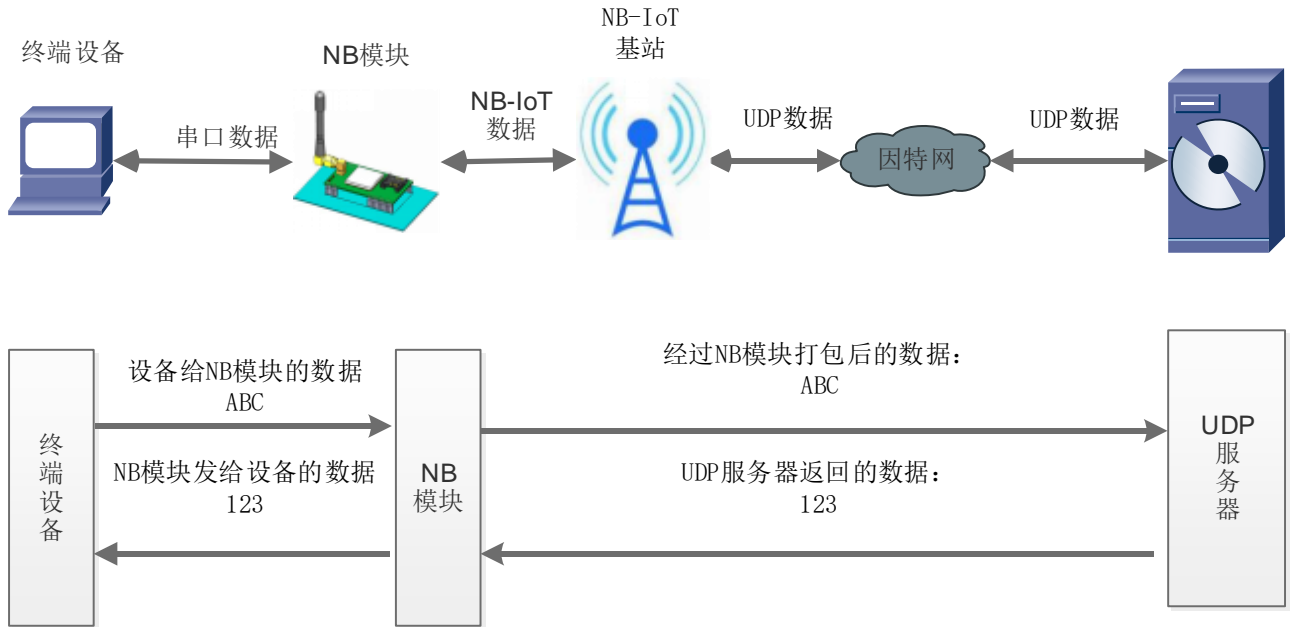 终端设备
NB模块
NB-IoT
基站
串口数据
NB-IoT
数据
UDP数据
因特网
UDP数据
设备给NB模块的数据
ABC
经过NB模块打包后的数据：
ABC
终端设备
NB模块发给设备的数据
123
NB
模块
UDP服务器返回的数据：
123
UDP
服务器